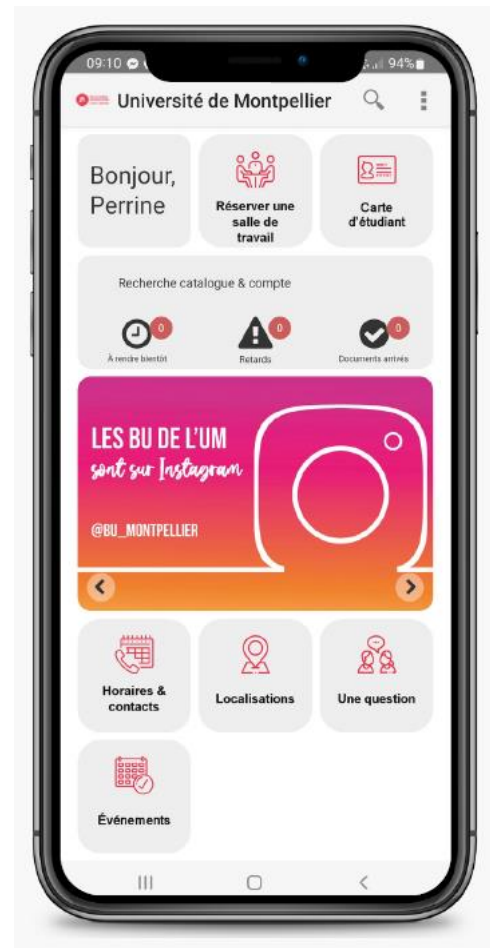 09:10
94%
Université de Montpellier
Bonjour,
Perrine
Réserver une
salle de
travail
Carte
d'étudiant
Recherche catalogue & compte
0
0
0
À rendre bientôt
Retards
Documents arrivés
LES BU DE L'UM
sont sur Instagram
@BU_MONTPELLIER
Horaires &
contacts
Localisations
Une question
Événements